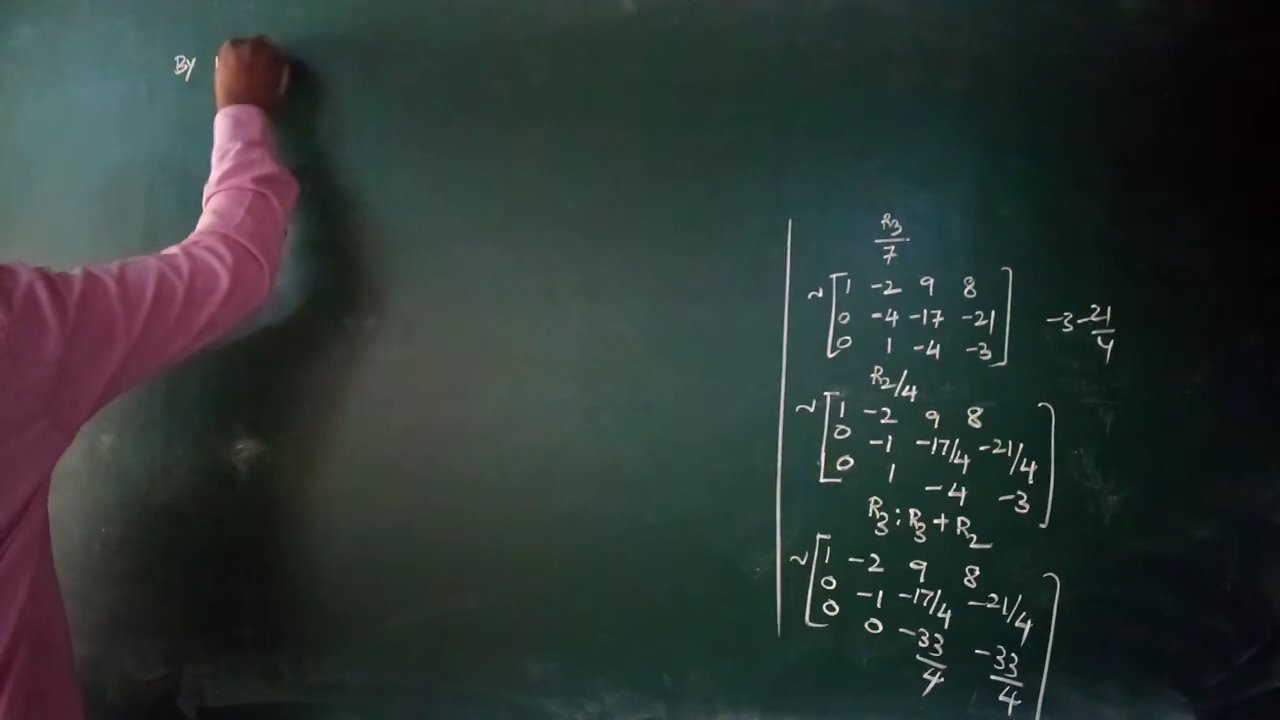 By
R3
7
~ [ 1 -2 9 8 ]
0 -4 -17 -21
0 1 -4 -3
-3-21
4
R2/4
~ [ 1 -2 9 8 ]
0 -1 -17/4 -21/4
0 1 -4 -3
R3 : R3 + R2
~ [ 1 -2 9 8 ]
0 -1 -17/4 -21/4
0 0 -33/4 -33/4